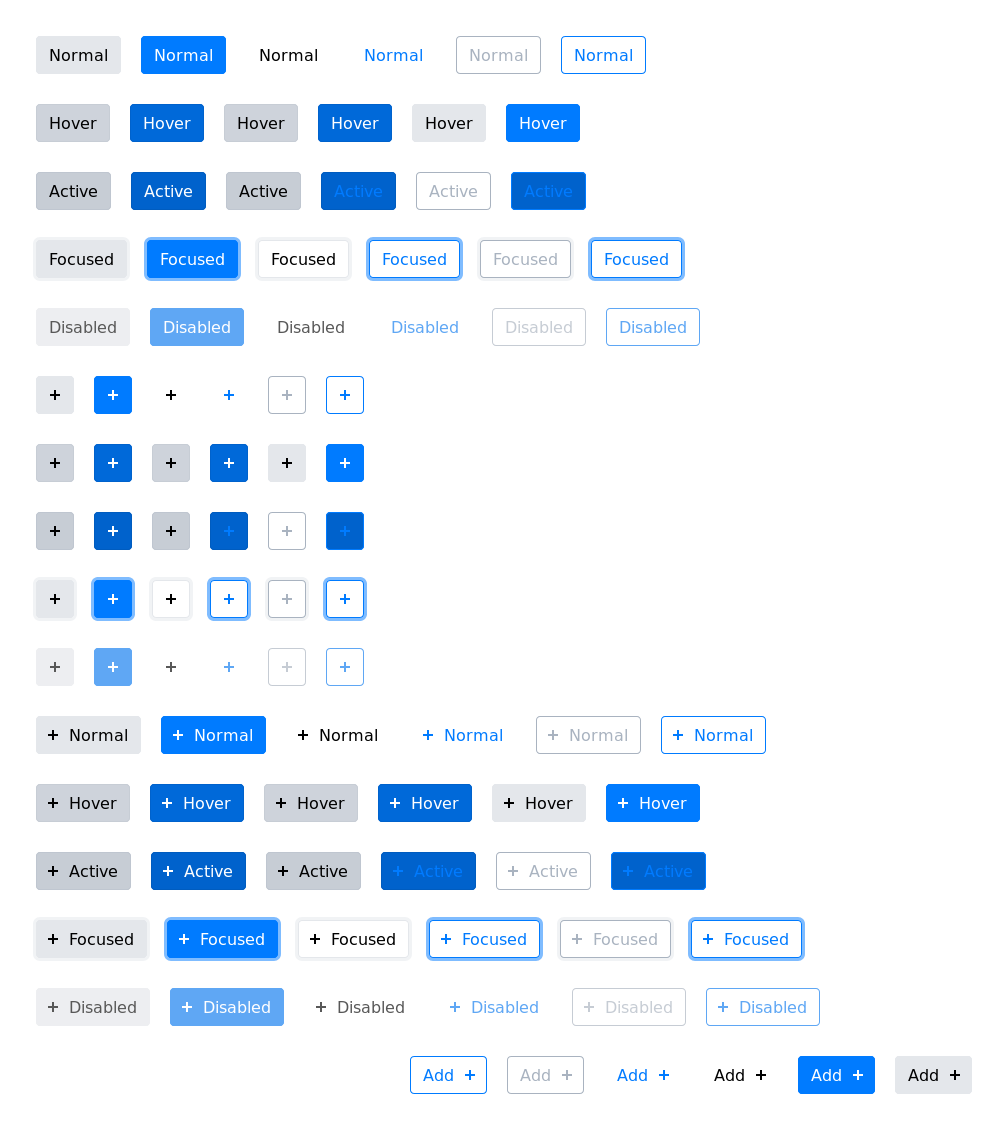 Normal Normal Normal Normal Normal Normal
Hover Hover Hover Hover Hover Hover
Active Active Active Active Active Active
Focused Focused Focused Focused Focused Focused
Disabled Disabled Disabled Disabled Disabled Disabled
+ + + + + +
+ + + + + +
+ + + + + +
+ + + + + +
+ + + + + +
+ Normal + Normal + Normal + Normal + Normal + Normal
+ Hover + Hover + Hover + Hover + Hover + Hover
+ Active + Active + Active + Active + Active + Active
+ Focused + Focused + Focused + Focused + Focused + Focused
+ Disabled + Disabled + Disabled + Disabled + Disabled + Disabled
Add + Add + Add + Add + Add + Add +